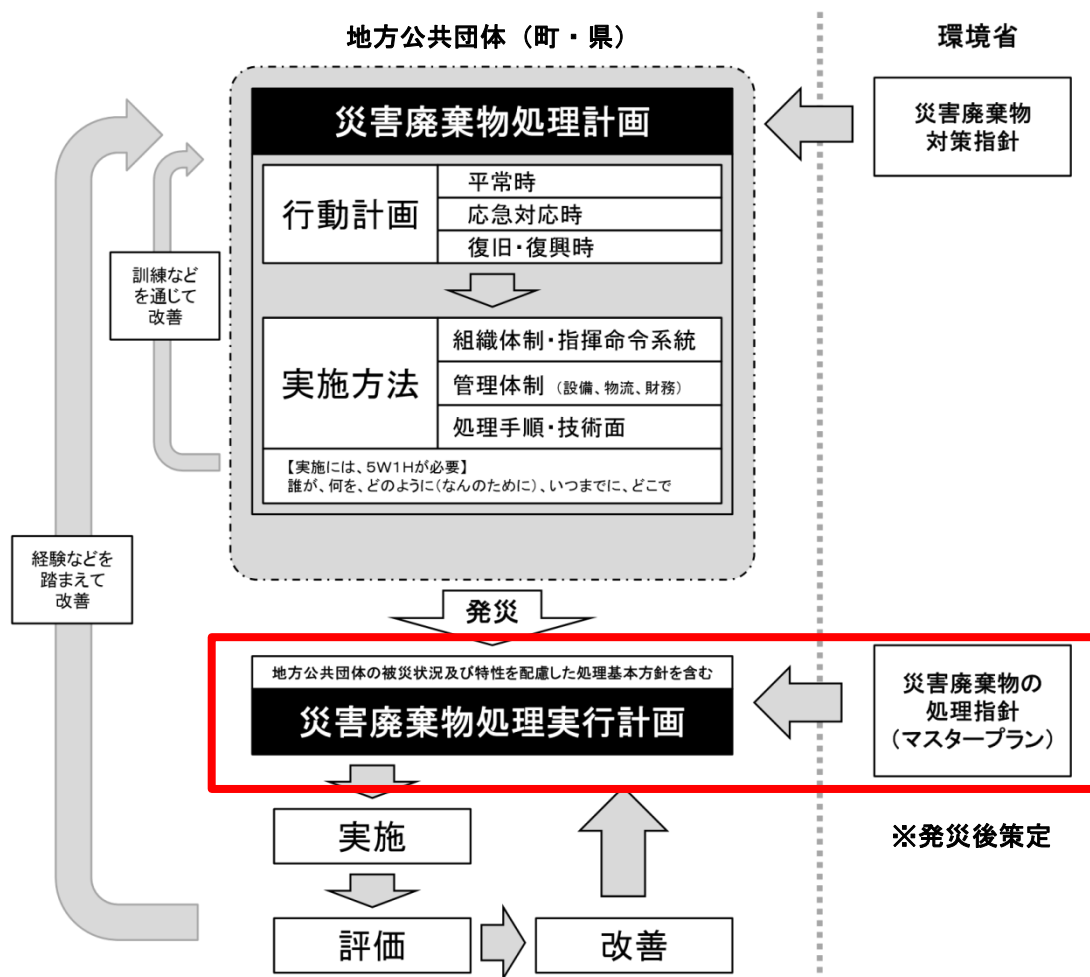 地方公共団体（町・県）
環境省
災害廃棄物処理計画
災害廃棄物
対策指針
行動計画
平常時
応急対応時
復旧・復興時
訓練など
を通じて
改善
実施方法
組織体制・指揮命令系統
管理体制（設備、物流、財務）
処理手順・技術面
【実施には、5W1Hが必要】
誰が、何を、どのように（なんのために）、いつまでに、どこで
経験などを
踏まえて
改善
発災
地方公共団体の被災状況及び特性を配慮した処理基本方針を含む
災害廃棄物処理実行計画
災害廃棄物の
処理指針
（マスタープラン）
※発災後策定
実施
評価
改善